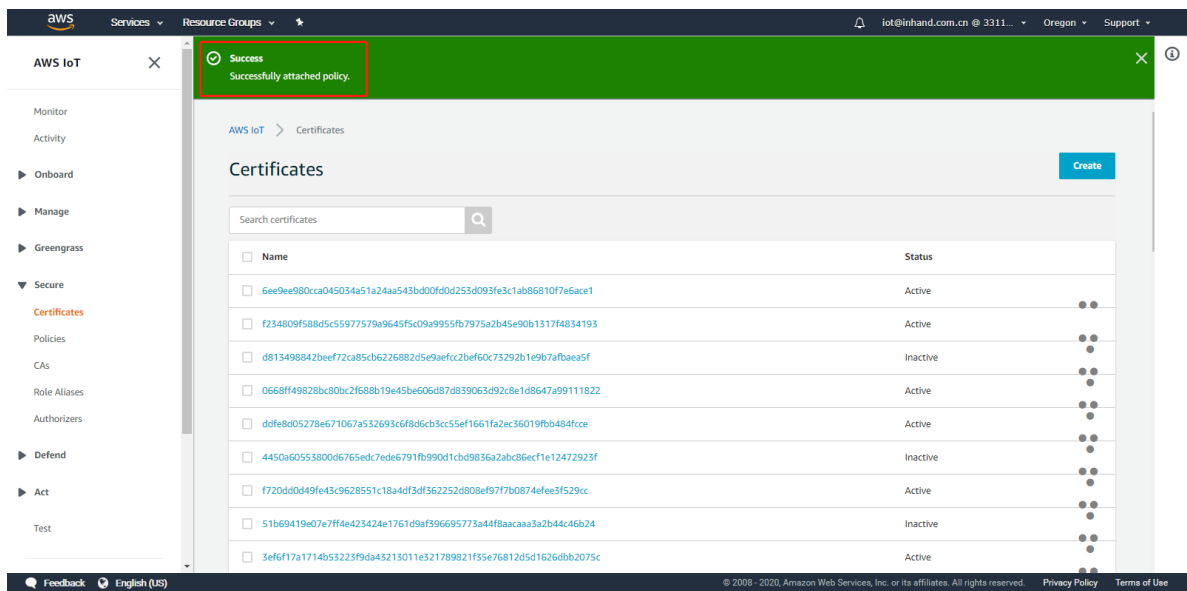 aws Services Resource Groups iot@inhand.com.cn @ 3311... Oregon Support
AWS IoT
Monitor
Activity
Onboard
Manage
Greengrass
Secure
Certificates
Policies
CAs
Role Aliases
Authorizers
Defend
Act
Test
Success
Successfully attached policy.
AWS IoT Certificates
Certificates
Create
Search certificates
Name Status
6ee9ee980cca045034a51a24aa543bd00fd0d253d093fe3c1ab86810f7e6ace1 Active
f234809f588d5c55977579a9645f5c09a9955fb7975a2b45e90b1317f4834193 Active
d813498842beef72ca85cb6226882d5e9aefcc2bef60c73292b1e9b7afbaea5f Inactive
0668ff49828bc80bc2f688b19e45be606d87d839063d92c8e1d8647a99111822 Active
ddfe8d05278e671067a532693c6f8d6cb3cc55ef1661fa2ec36019fbb484fcce Active
4450a60553800d6765edc7ede6791fb990d1cbd9836a2abc86ecf1e12472923f Inactive
f720dd0d49fe43c9628551c18a4df3df362252d808ef97f7b0874efee3f529cc Active
51b69419e07e7ff4e423424e1761d9af396695773a44f8aacaaa3a2b44c46b24 Inactive
3ef6f17a1714b53223f9da43213011e321789821f35e76812d5d1626dbb2075c Active
Feedback English (US) © 2008 - 2020, Amazon Web Services, Inc. or its affiliates. All rights reserved. Privacy Policy Terms of Use